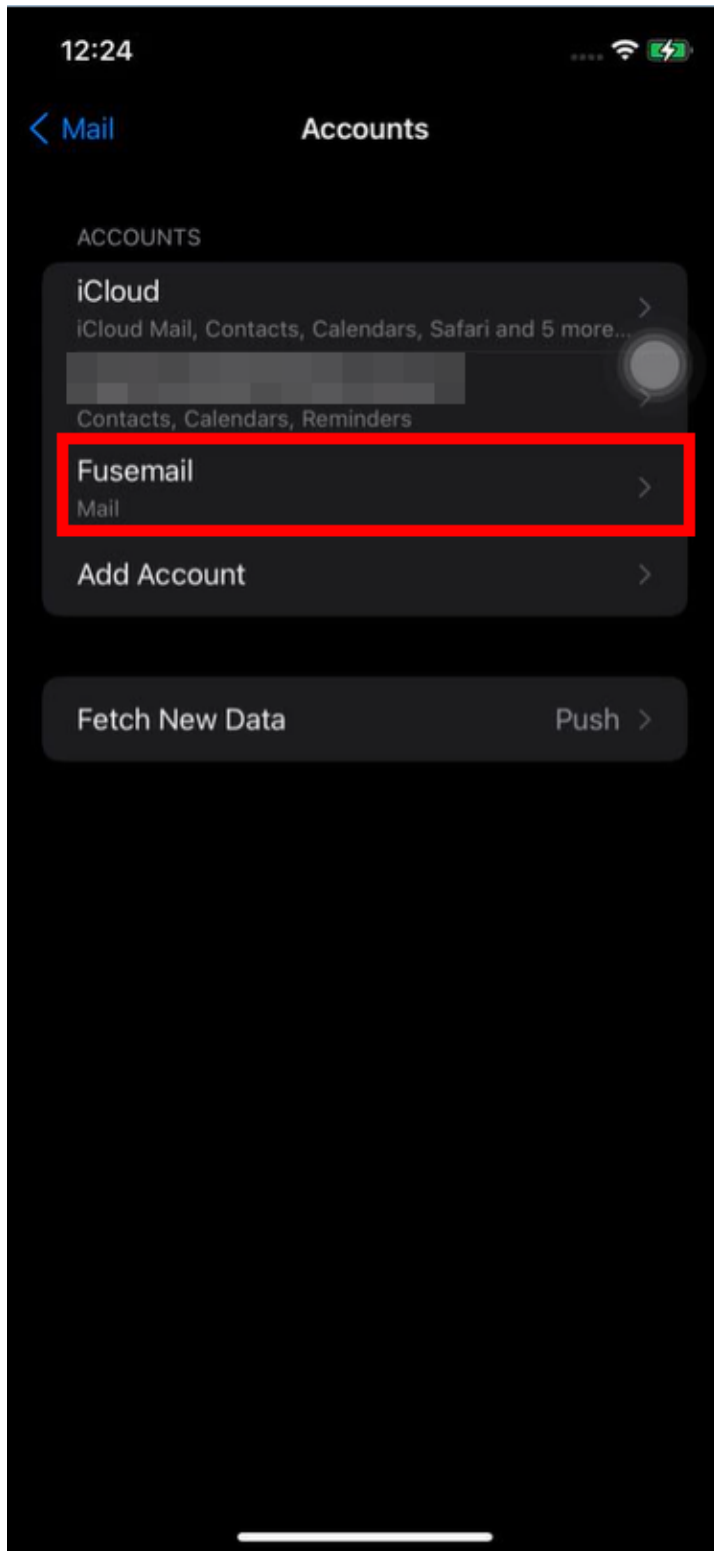 12:24
Mail
Accounts
ACCOUNTS
iCloud
iCloud Mail, Contacts, Calendars, Safari and 5 more...
Contacts, Calendars, Reminders
Fusemail
Mail
Add Account
Fetch New Data Push